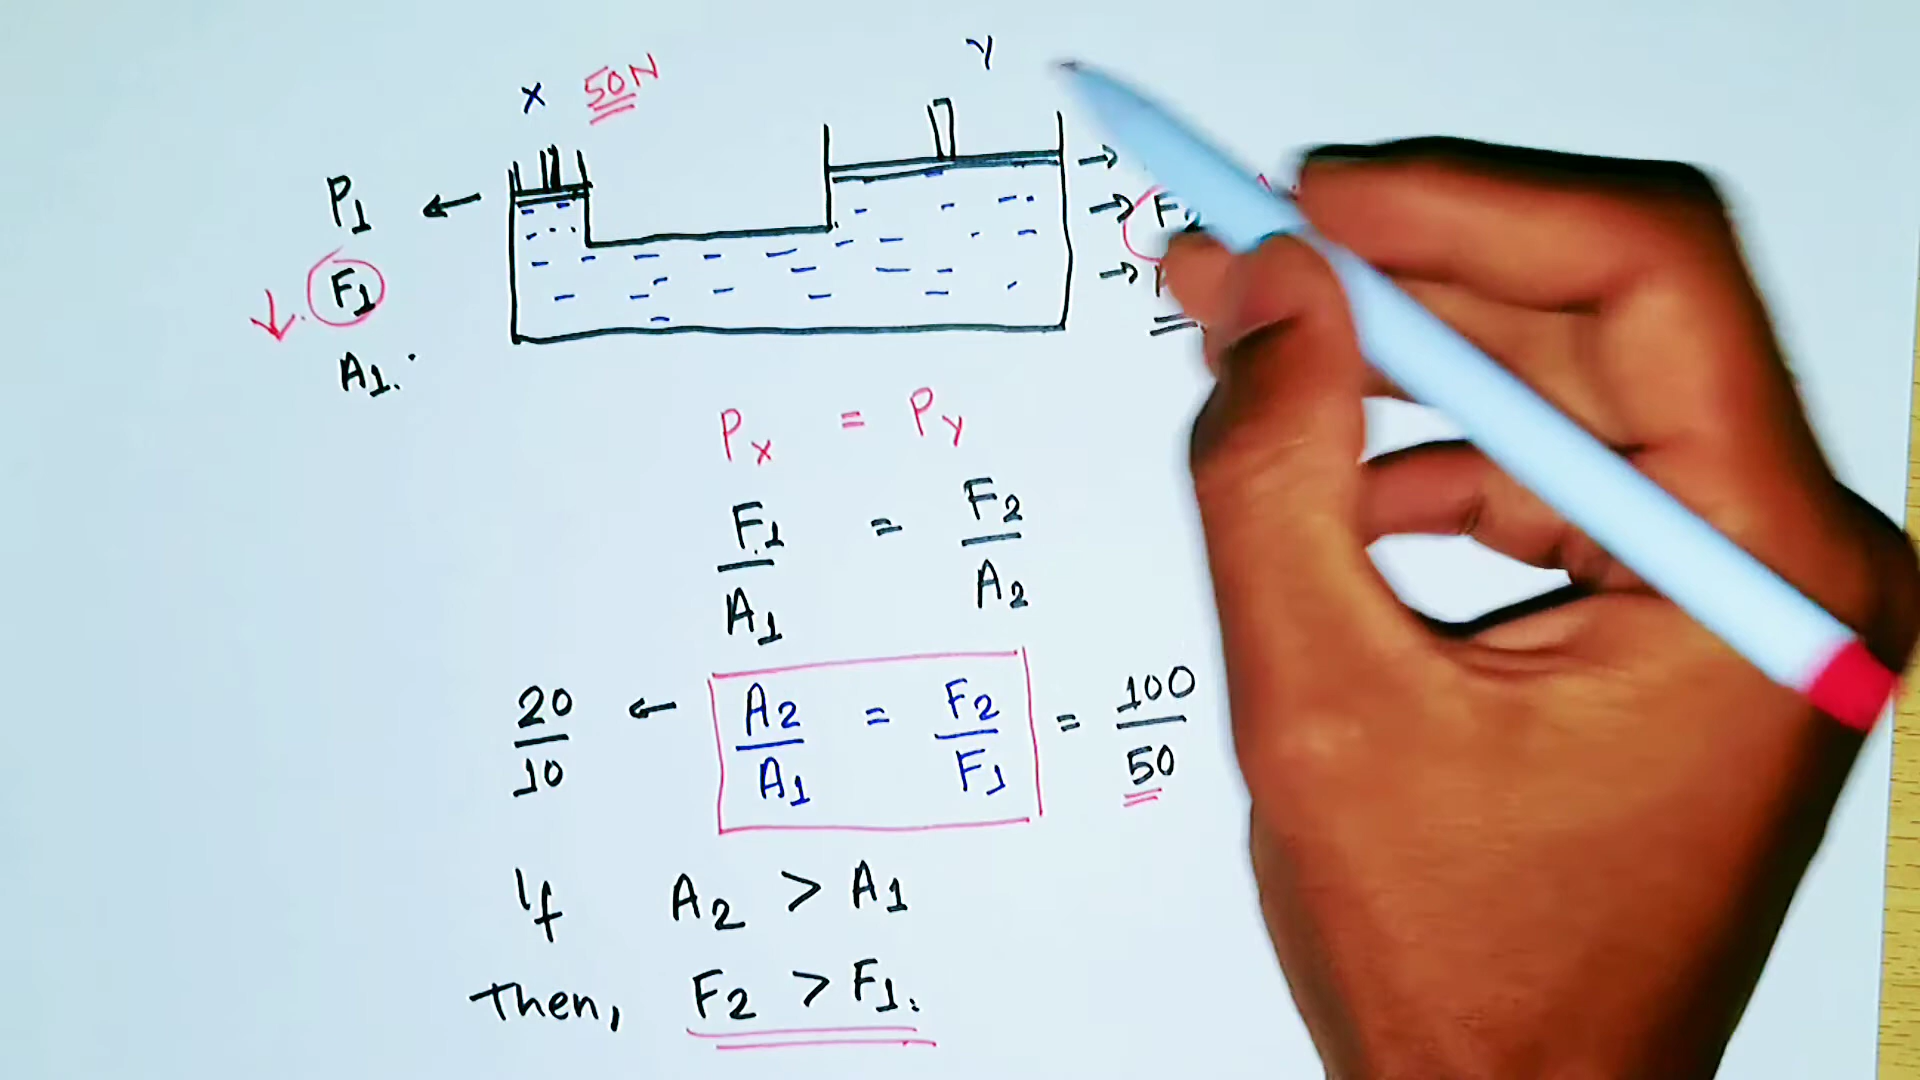 X 50N Y
P1 ←
F1
A1.
→
→ F2
→
Px = Py
F1/A1 = F2/A2
20/10 ← A2/A1 = F2/F1 = 100/50
If A2 > A1
Then, F2 > F1.